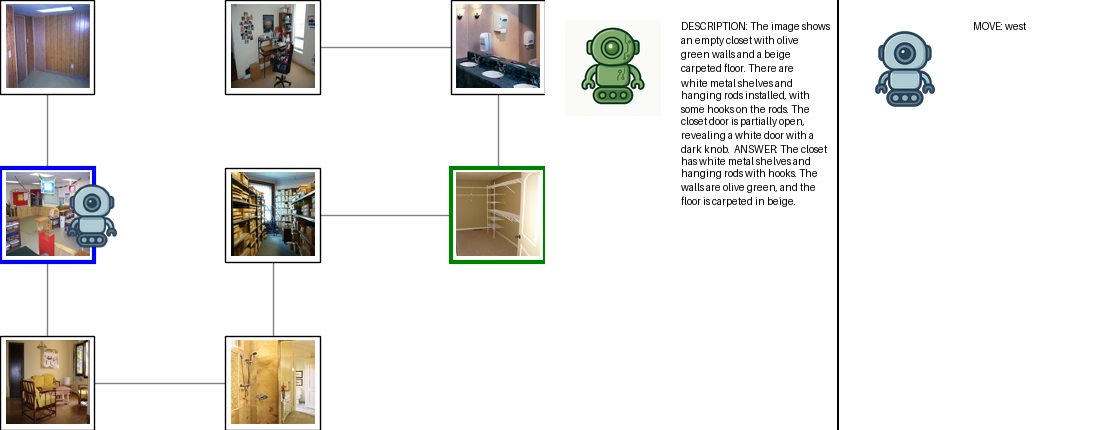 DESCRIPTION: The image shows
an empty closet with olive
green walls and a beige
carpeted floor. There are
white metal shelves and
hanging rods installed, with
some hooks on the rods. The
closet door is partially open,
revealing a white door with a
dark knob.  ANSWER: The closet
has white metal shelves and
hanging rods with hooks. The
walls are olive green, and the
floor is carpeted in beige.
MOVE: west